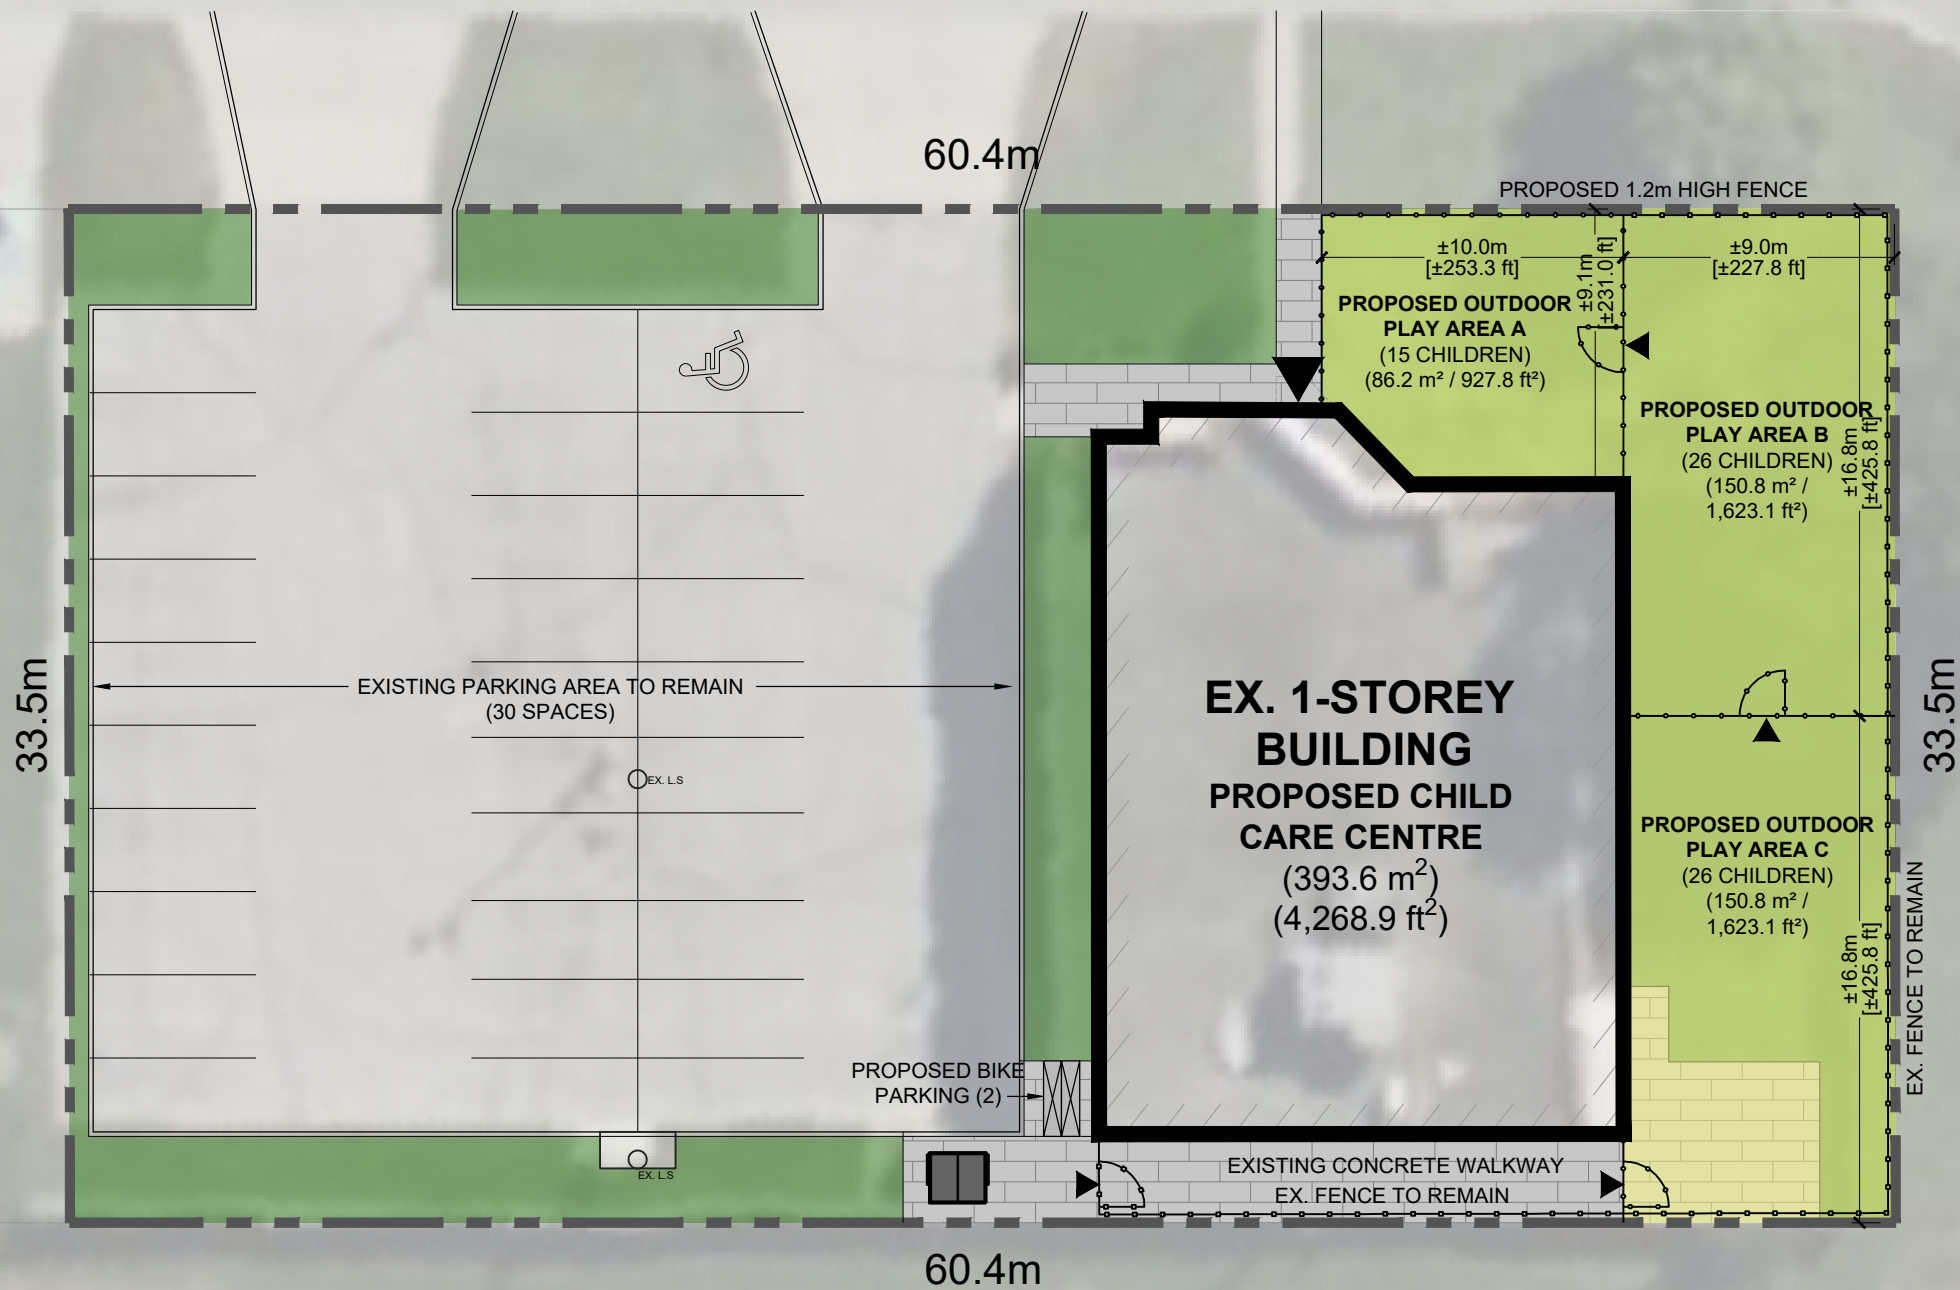 60.4m
PROPOSED 1.2m HIGH FENCE
±10.0m
[±253.3 ft]
±9.1m
[±231.0 ft]
±9.0m
[±227.8 ft]
PROPOSED OUTDOOR
PLAY AREA A
(15 CHILDREN)
(86.2 m² / 927.8 ft²)
PROPOSED OUTDOOR
PLAY AREA B
(26 CHILDREN)
(150.8 m² /
1,623.1 ft²)
±16.8m
[±425.8 ft]
33.5m
EXISTING PARKING AREA TO REMAIN
(30 SPACES)
EX. L.S
EX. 1-STOREY
BUILDING
PROPOSED CHILD
CARE CENTRE
(393.6 m²)
(4,268.9 ft²)
33.5m
PROPOSED OUTDOOR
PLAY AREA C
(26 CHILDREN)
(150.8 m² /
1,623.1 ft²)
±16.8m
[±425.8 ft]
EX. FENCE TO REMAIN
PROPOSED BIKE
PARKING (2)
EX. L.S
EXISTING CONCRETE WALKWAY
EX. FENCE TO REMAIN
60.4m